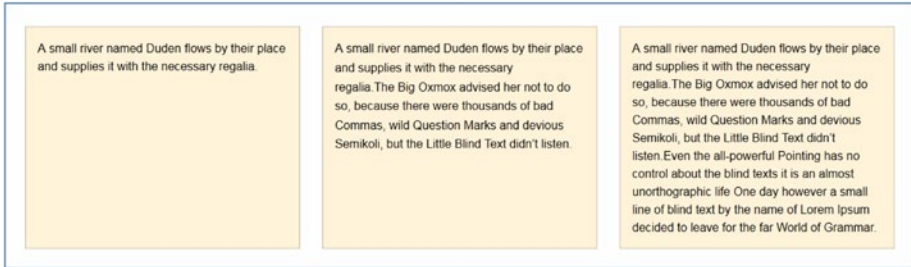 A small river named Duden flows by their place
and supplies it with the necessary regalia.
A small river named Duden flows by their place
and supplies it with the necessary
regalia.The Big Oxmox advised her not to do
so, because there were thousands of bad
Commas, wild Question Marks and devious
Semikoli, but the Little Blind Text didn't listen.
A small river named Duden flows by their place
and supplies it with the necessary
regalia.The Big Oxmox advised her not to do
so, because there were thousands of bad
Commas, wild Question Marks and devious
Semikoli, but the Little Blind Text didn't
listen.Even the all-powerful Pointing has no
control about the blind texts it is an almost
unorthographic life One day however a small
line of blind text by the name of Lorem Ipsum
decided to leave for the far World of Grammar.